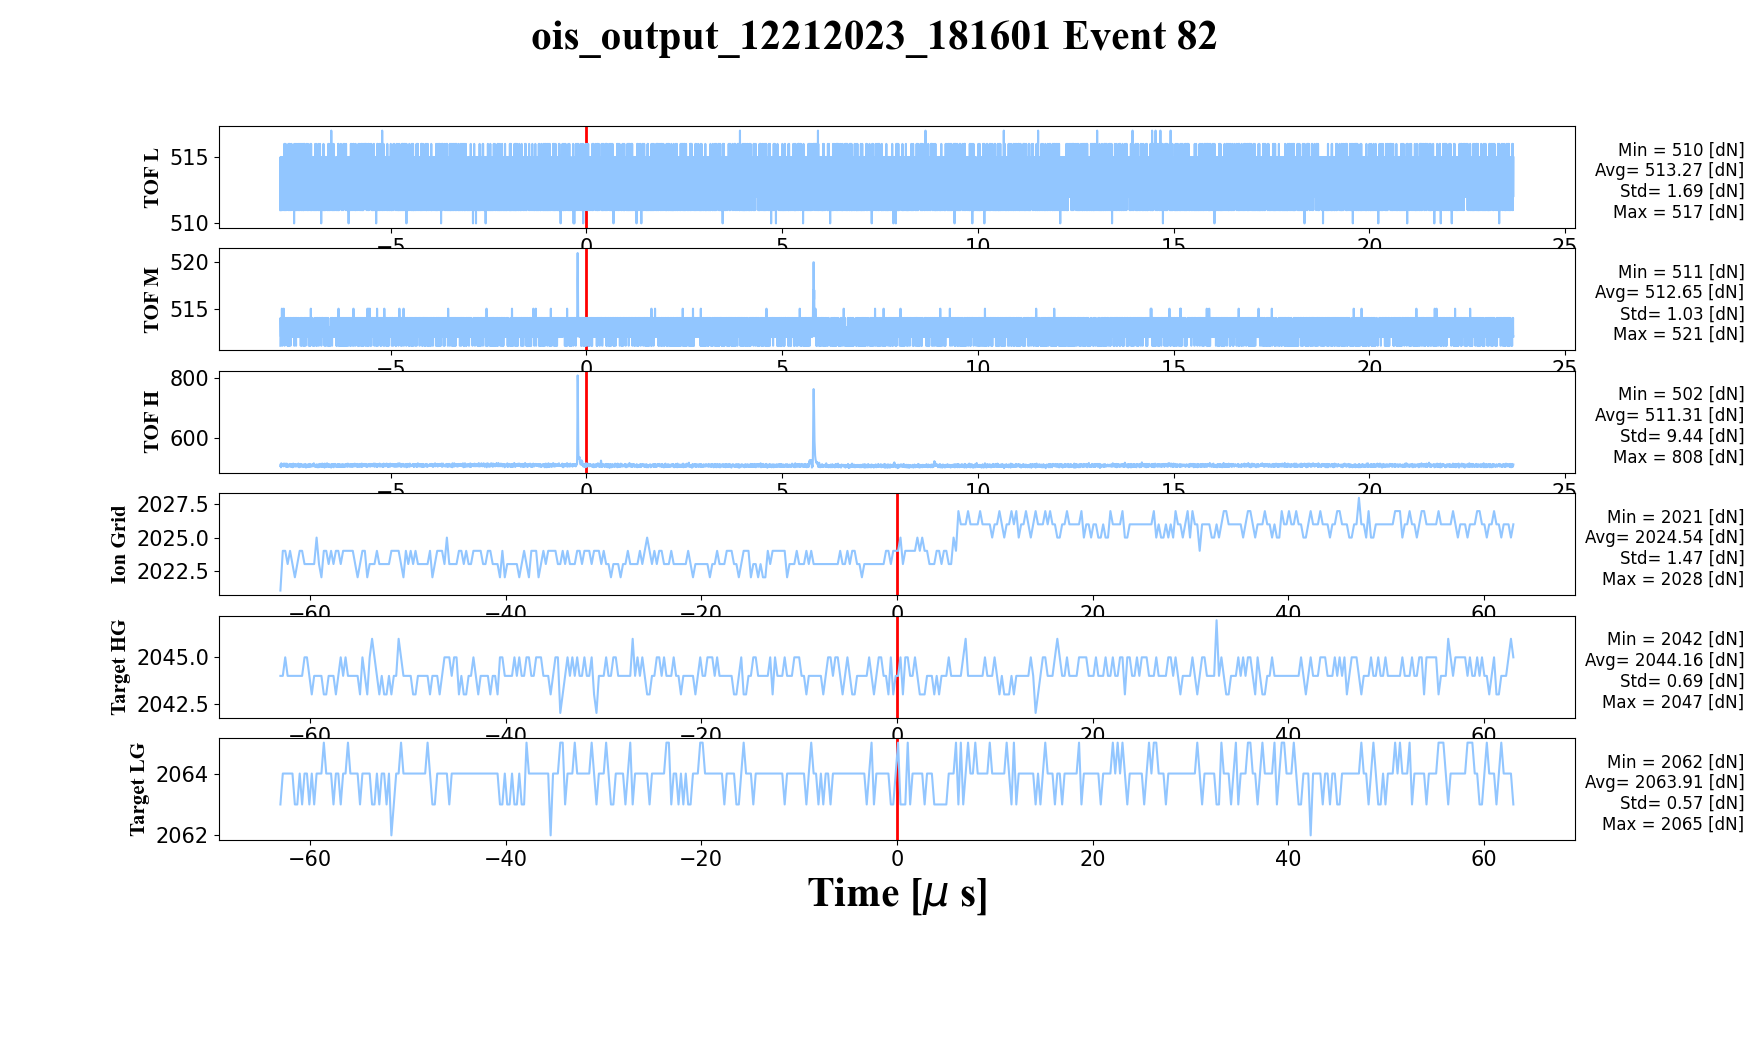 ois_output_12212023_181601 Event 82
TOF L
515
510
−5
0
5
10
15
20
25
Min = 510 [dN]
Avg= 513.27 [dN]
Std= 1.69 [dN]
Max = 517 [dN]
TOF M
520
515
−5
0
5
10
15
20
25
Min = 511 [dN]
Avg= 512.65 [dN]
Std= 1.03 [dN]
Max = 521 [dN]
TOF H
800
600
−5
0
5
10
15
20
25
Min = 502 [dN]
Avg= 511.31 [dN]
Std= 9.44 [dN]
Max = 808 [dN]
Ion Grid
2027.5
2025.0
2022.5
−60
−40
−20
0
20
40
60
Min = 2021 [dN]
Avg= 2024.54 [dN]
Std= 1.47 [dN]
Max = 2028 [dN]
Target HG
2045.0
2042.5
−60
−40
−20
0
20
40
60
Min = 2042 [dN]
Avg= 2044.16 [dN]
Std= 0.69 [dN]
Max = 2047 [dN]
Target LG
2064
2062
−60
−40
−20
0
20
40
60
Min = 2062 [dN]
Avg= 2063.91 [dN]
Std= 0.57 [dN]
Max = 2065 [dN]
Time [μ s]